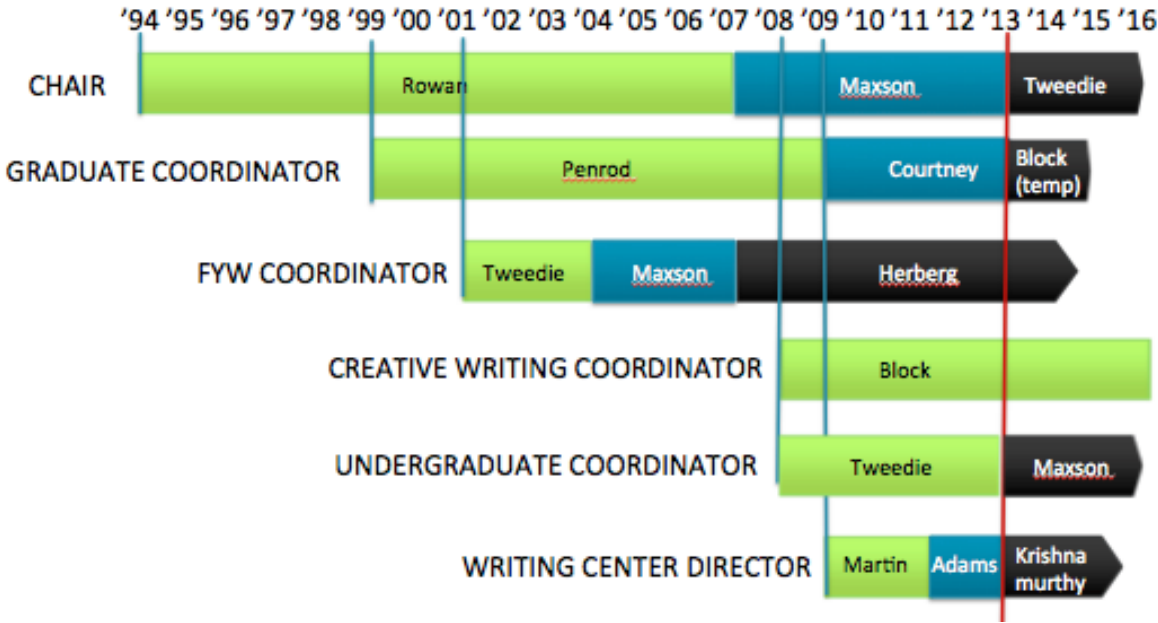 '94 '95 '96 '97 '98 '99 '00 '01 '02 '03 '04 '05 '06 '07 '08 '09 '10 '11 '12 '13 '14 '15 '16
CHAIR Rowan Maxson Tweedie
GRADUATE COORDINATOR Penrod Courtney Block
(temp)
FYW COORDINATOR Tweedie Maxson Herberg
CREATIVE WRITING COORDINATOR Block
UNDERGRADUATE COORDINATOR Tweedie Maxson
WRITING CENTER DIRECTOR Martin Adams Krishna
murthy